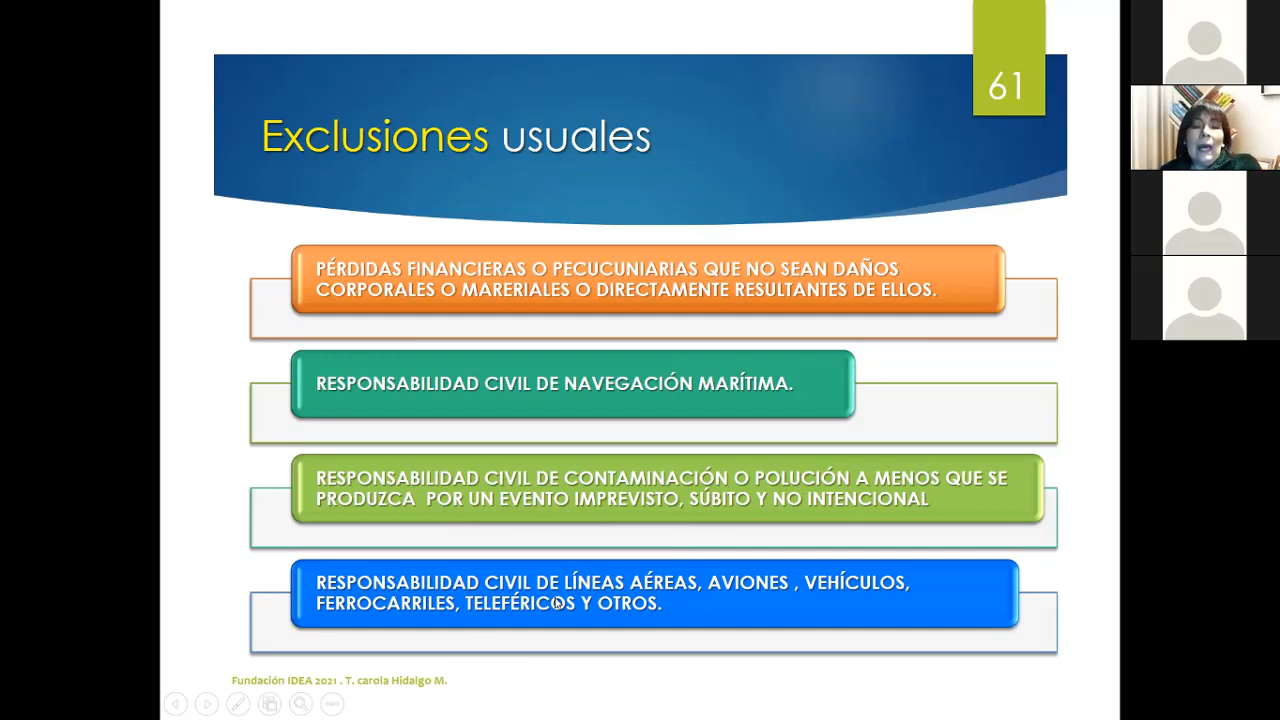 61
Exclusiones usuales
PÉRDIDAS FINANCIERAS O PECUCUNIARIAS QUE NO SEAN DAÑOS
CORPORALES O MARERIALES O DIRECTAMENTE RESULTANTES DE ELLOS.
RESPONSABILIDAD CIVIL DE NAVEGACIÓN MARÍTIMA.
RESPONSABILIDAD CIVIL DE CONTAMINACIÓN O POLUCIÓN A MENOS QUE SE
PRODUZCA POR UN EVENTO IMPREVISTO, SÚBITO Y NO INTENCIONAL
RESPONSABILIDAD CIVIL DE LÍNEAS AÉREAS, AVIONES , VEHÍCULOS,
FERROCARRILES, TELEFÉRICOS Y OTROS.
Fundación IDEA 2021 . T. carola Hidalgo M.